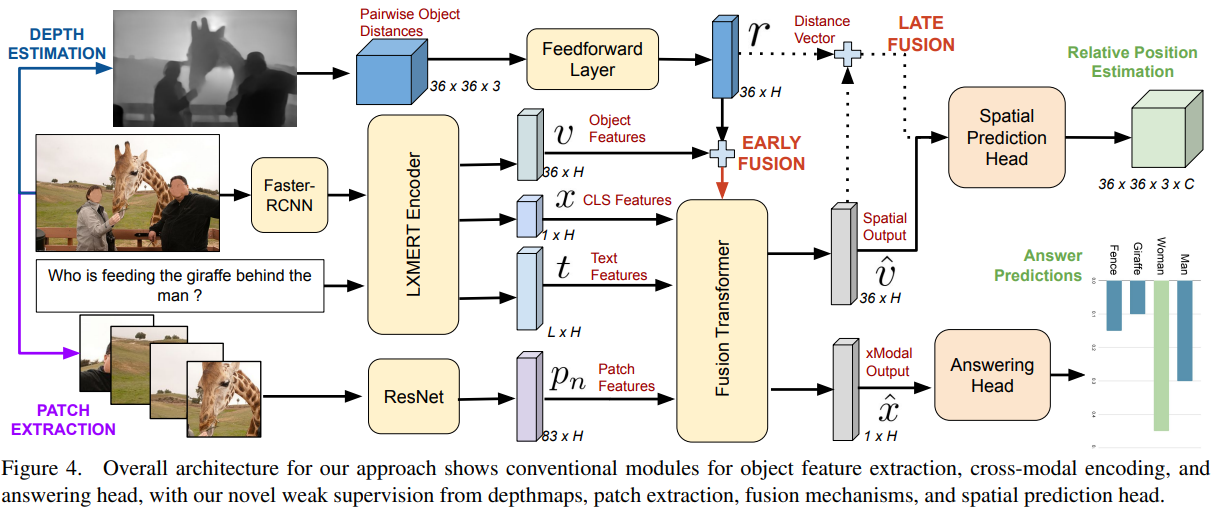 DEPTH
ESTIMATION
Pairwise Object
Distances
36 x 36 x 3
Feedforward
Layer
r
36 x H
Distance
Vector
LATE
FUSION
Relative Position
Estimation
Spatial
Prediction
Head
36 x 36 x 3 x C
Faster-
RCNN
LXMERT Encoder
v
Object
Features
36 x H
EARLY
FUSION
x
CLS Features
1 x H
Who is feeding the giraffe behind the
man ?
t
Text
Features
L x H
Fusion Transformer
Spatial
Output
v̂
36 x H
Answer
Predictions
Fence
Giraffe
Woman
Man
0.0
0.1
0.2
0.3
0.4
PATCH
EXTRACTION
ResNet
pn
Patch
Features
83 x H
xModal
Output
x̂
1 x H
Answering
Head
Figure 4. Overall architecture for our approach shows conventional modules for object feature extraction, cross-modal encoding, and
answering head, with our novel weak supervision from depthmaps, patch extraction, fusion mechanisms, and spatial prediction head.